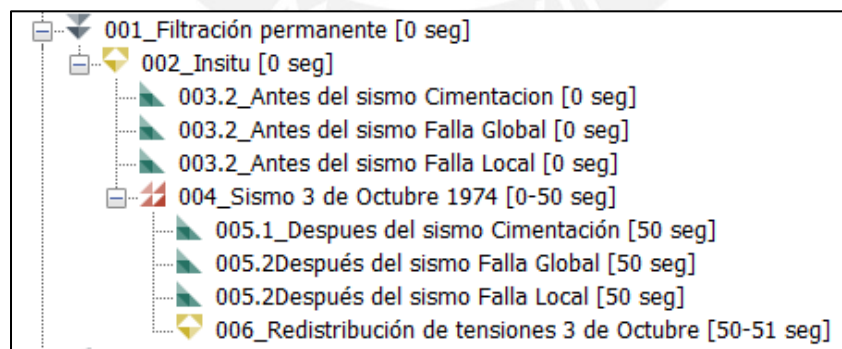 001_Filtración permanente [0 seg]
002_Insitu [0 seg]
003.2_Antes del sismo Cimentacion [0 seg]
003.2_Antes del sismo Falla Global [0 seg]
003.2_Antes del sismo Falla Local [0 seg]
004_Sismo 3 de Octubre 1974 [0-50 seg]
005.1_Despues del sismo Cimentación [50 seg]
005.2Después del sismo Falla Global [50 seg]
005.2Después del sismo Falla Local [50 seg]
006_Redistribución de tensiones 3 de Octubre [50-51 seg]